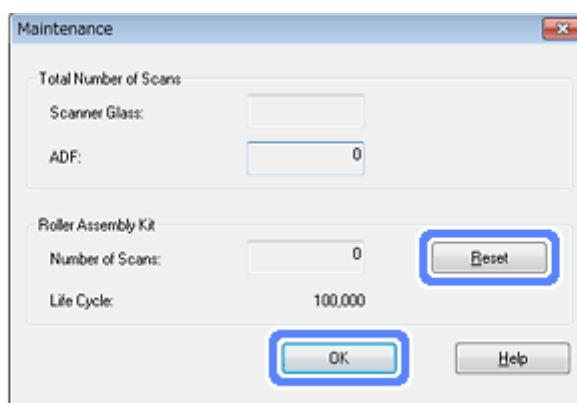 Maintenance
Total Number of Scans
Scanner Glass:
ADF: 0
Roller Assembly Kit
Number of Scans: 0 Reset
Life Cycle: 100,000
OK Help